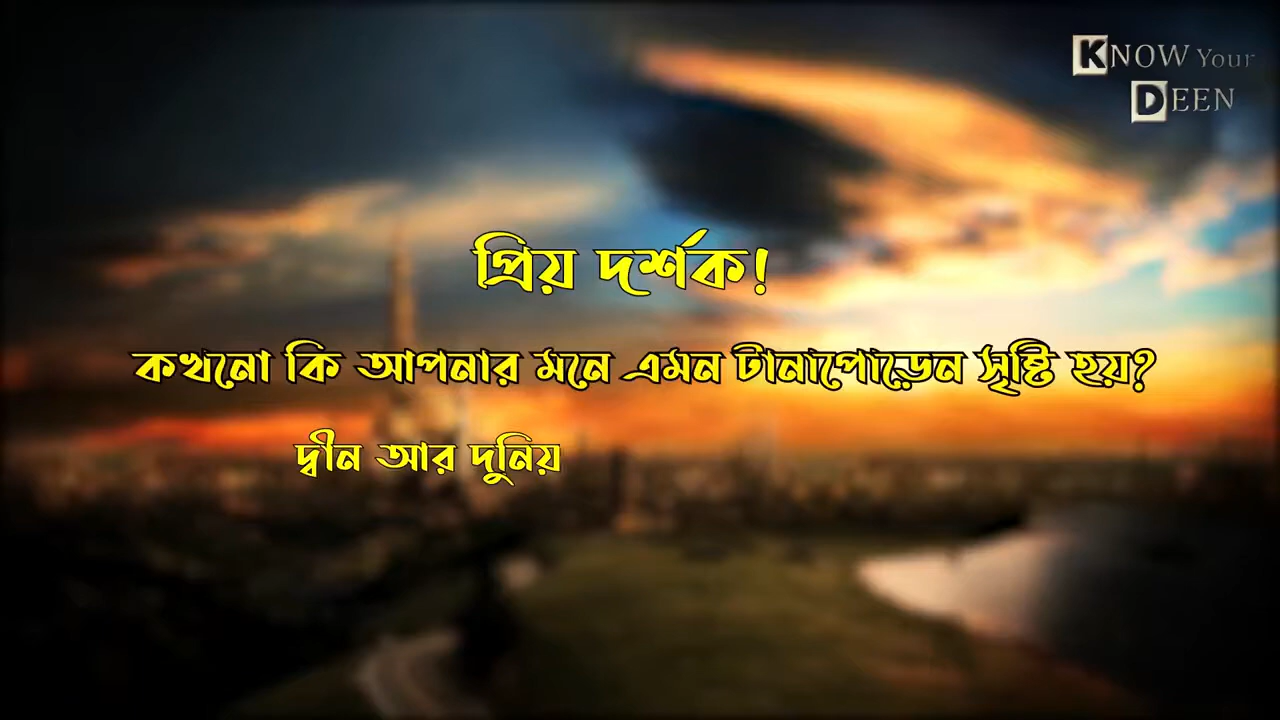 KNOW Your
DEEN
প্রিয় দর্শক!
কখনো কি আপনার মনে এমন টানাপোড়েন সৃষ্টি হয়?
দ্বীন আর দুনিয়